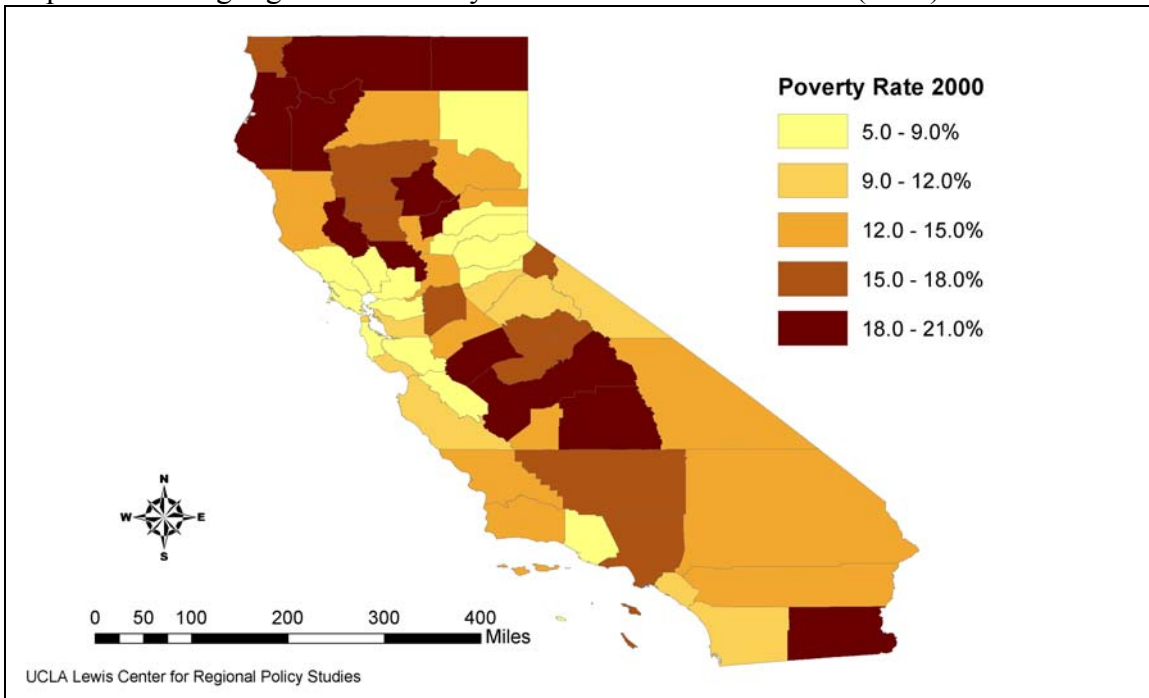 Poverty Rate 2000
5.0 - 9.0%
9.0 - 12.0%
12.0 - 15.0%
15.0 - 18.0%
18.0 - 21.0%
N
W E
S
0 50 100 200 300 400
Miles
UCLA Lewis Center for Regional Policy Studies